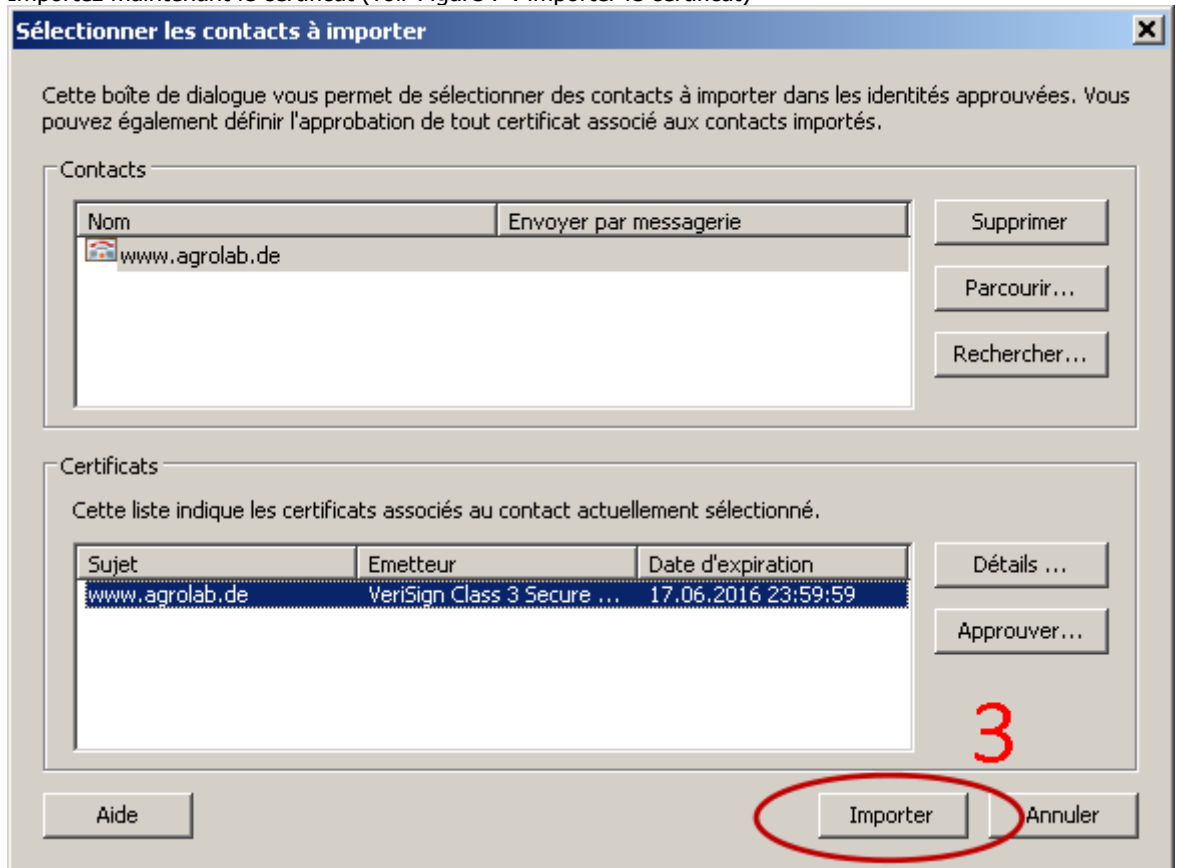 Sélectionner les contacts à importer
Cette boîte de dialogue vous permet de sélectionner des contacts à importer dans les identités approuvées. Vous
pouvez également définir l'approbation de tout certificat associé aux contacts importés.
Contacts
Nom Envoyer par messagerie
www.agrolab.de
Supprimer
Parcourir...
Rechercher...
Certificats
Cette liste indique les certificats associés au contact actuellement sélectionné.
Sujet Emetteur Date d'expiration
www.agrolab.de VeriSign Class 3 Secure ... 17.06.2016 23:59:59
Détails ...
Approuver...
3
Aide Importer Annuler